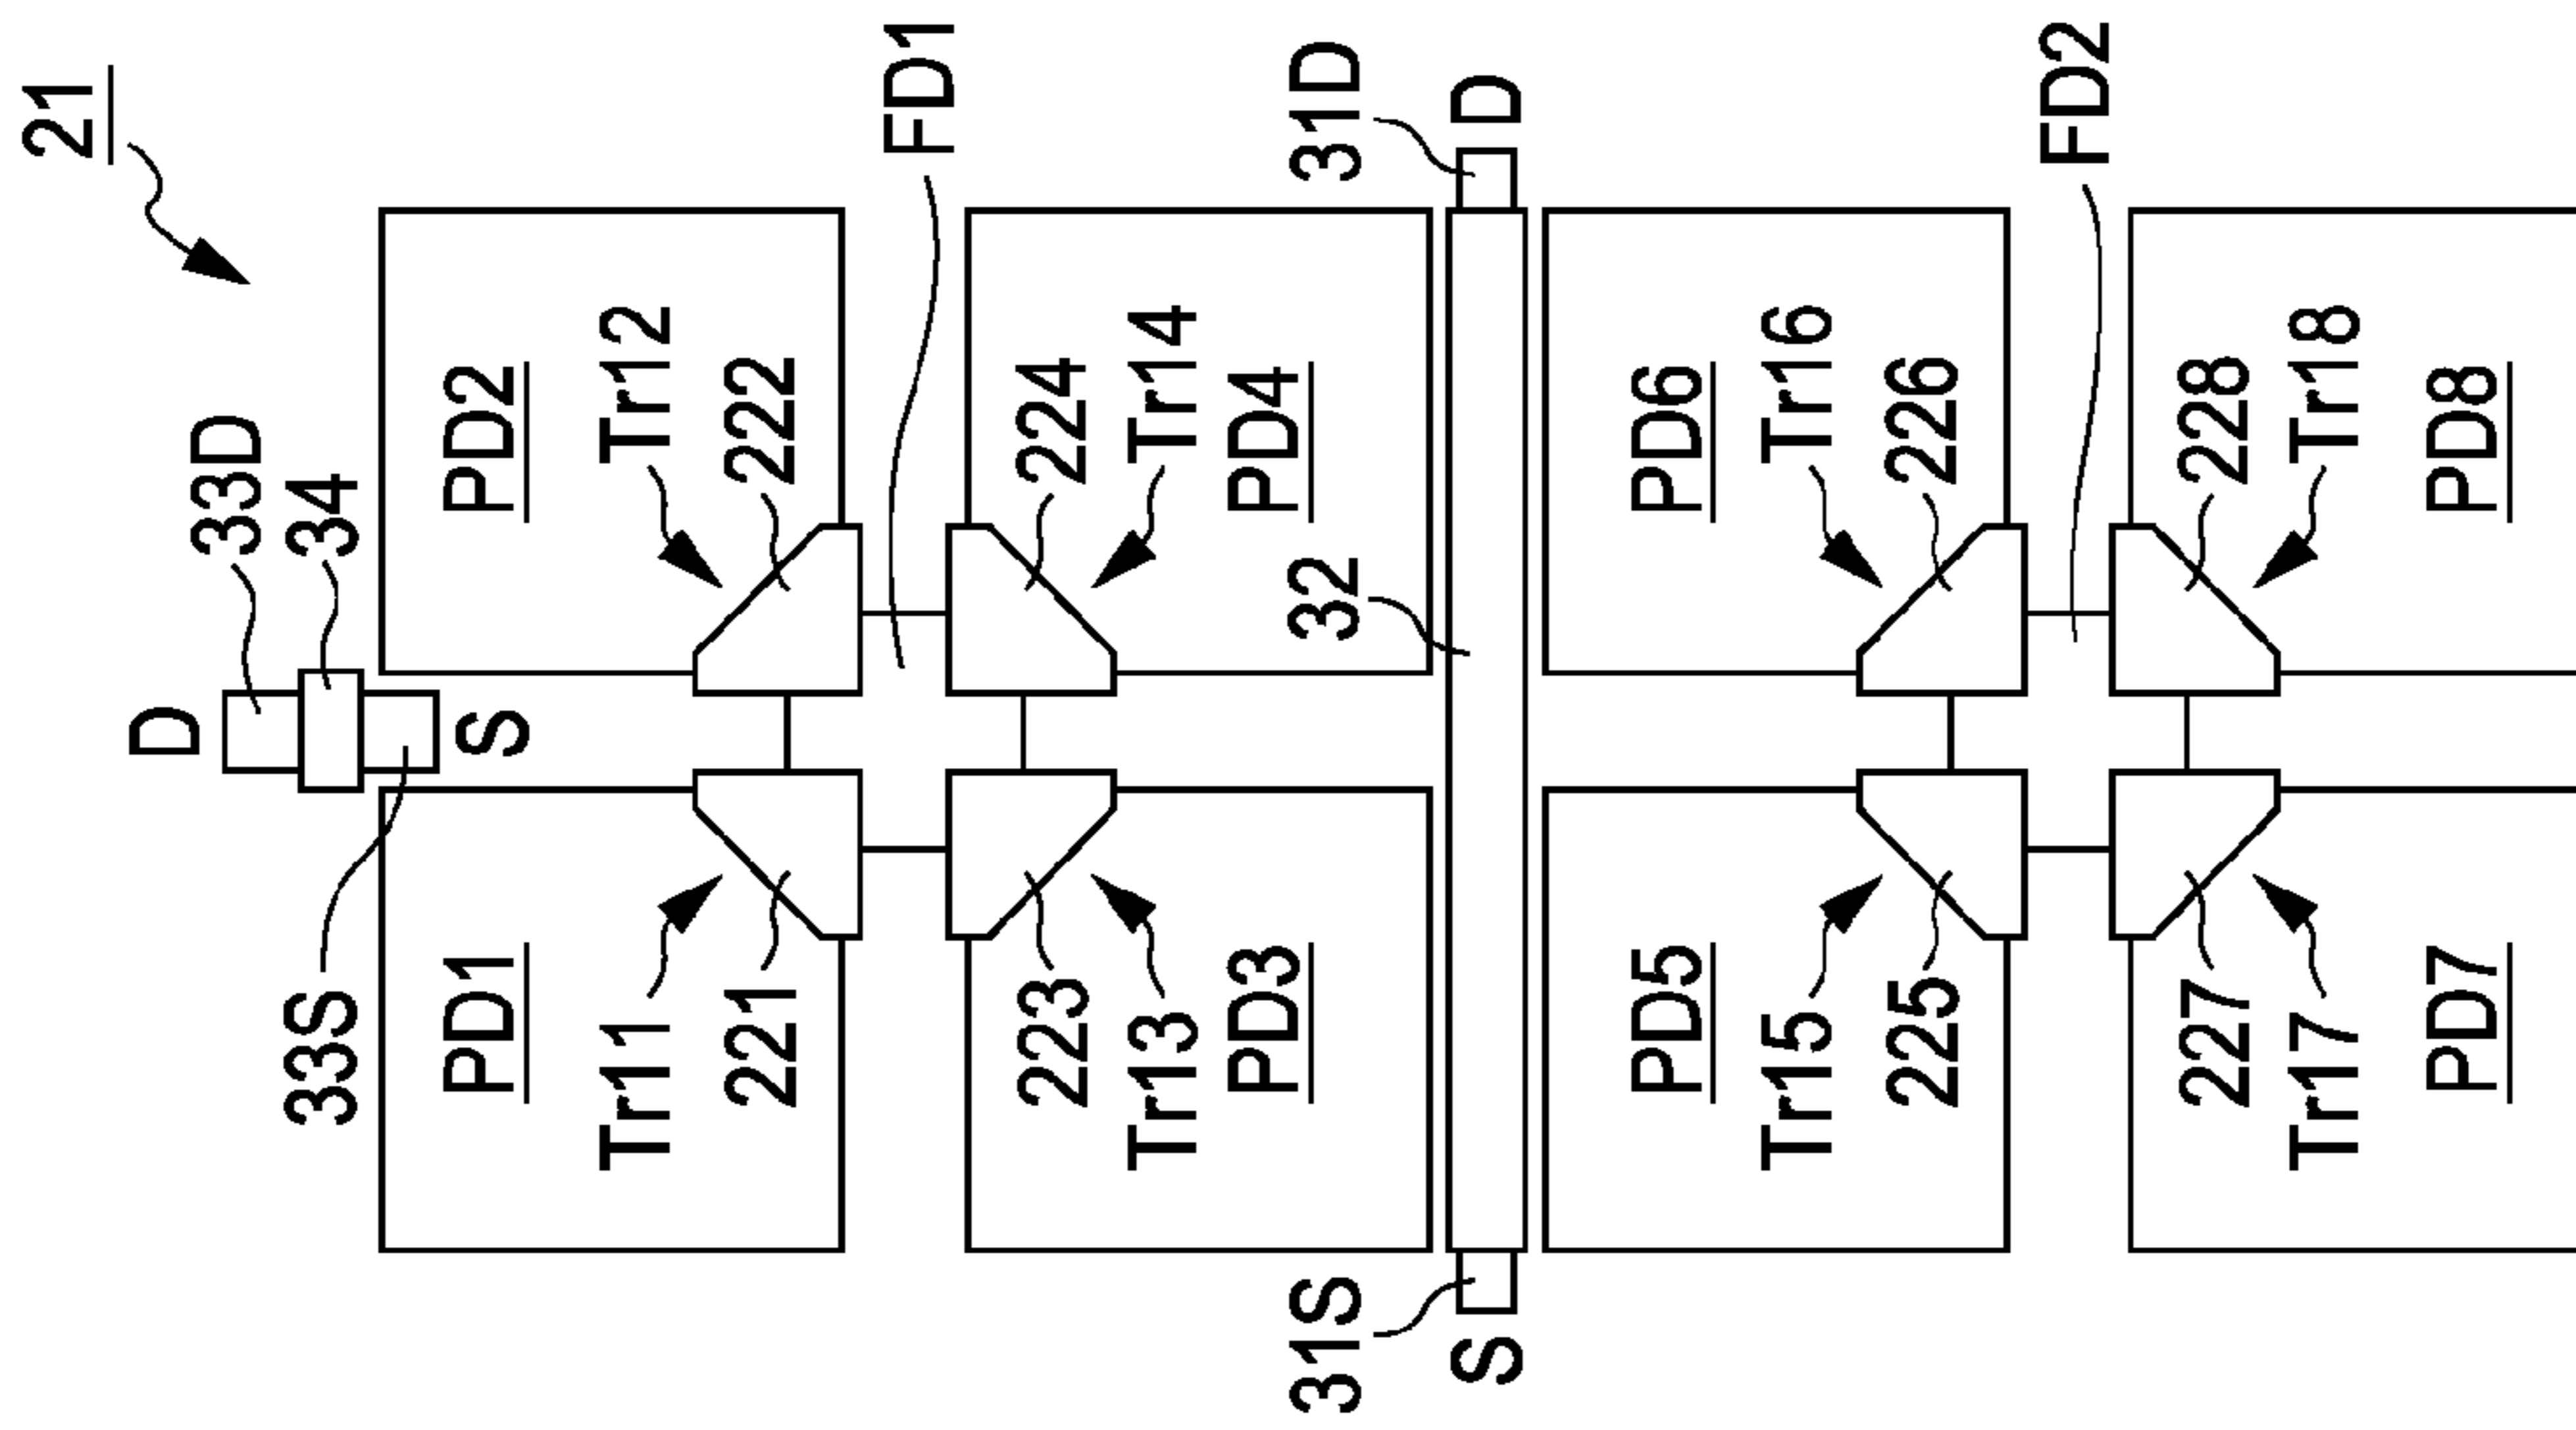 21
33D
34
D
S
33S
PD2
Tr12
222
FD1
224
Tr14
PD4
PD1
Tr11
221
223
Tr13
PD3
31D
D
32
31S
S
PD6
Tr16
226
FD2
228
Tr18
PD8
PD5
Tr15
225
227
Tr17
PD7